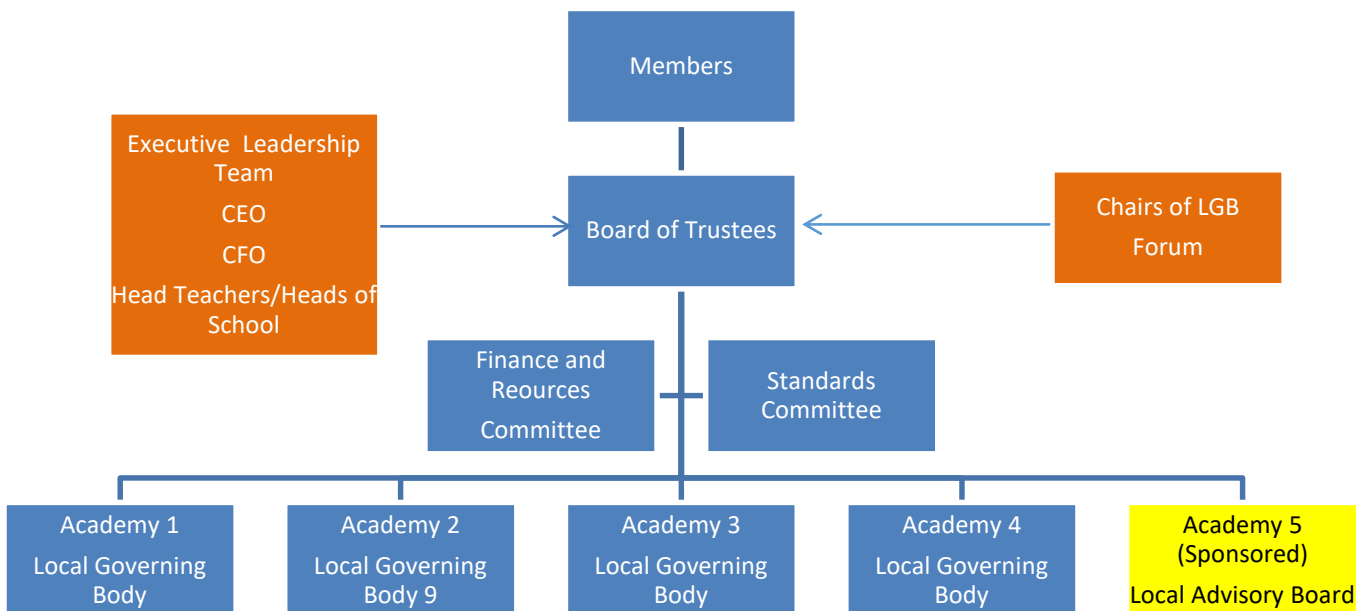 Members
Executive Leadership
Team
CEO
CFO
Head Teachers/Heads of
School
Board of Trustees
Chairs of LGB
Forum
Finance and
Reources
Committee
Standards
Committee
Academy 1
Local Governing
Body
Academy 2
Local Governing
Body 9
Academy 3
Local Governing
Body
Academy 4
Local Governing
Body
Academy 5
(Sponsored)
Local Advisory Board